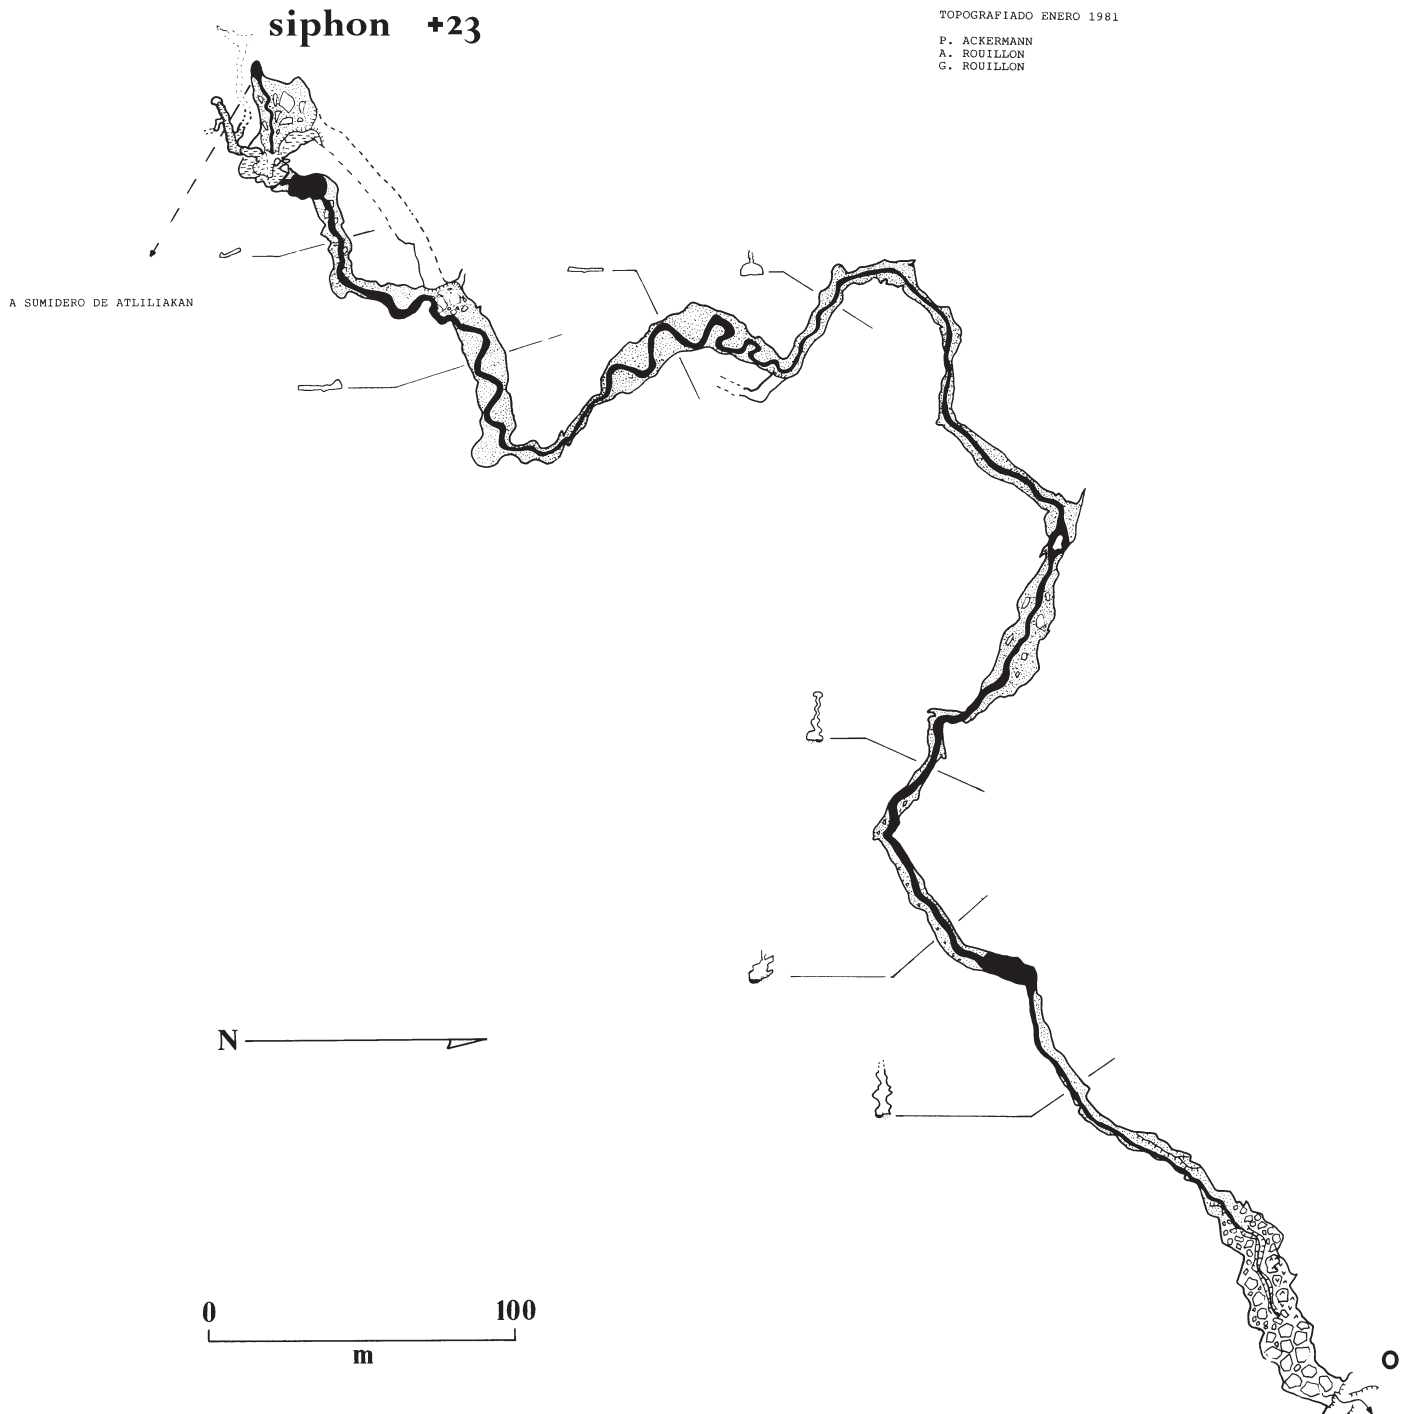 siphon +23
TOPOGRAFIADO ENERO 1981
P. ACKERMANN
A. ROUILLON
G. ROUILLON
A SUMIDERO DE ATLILIAKAN
N
0 100
m
O